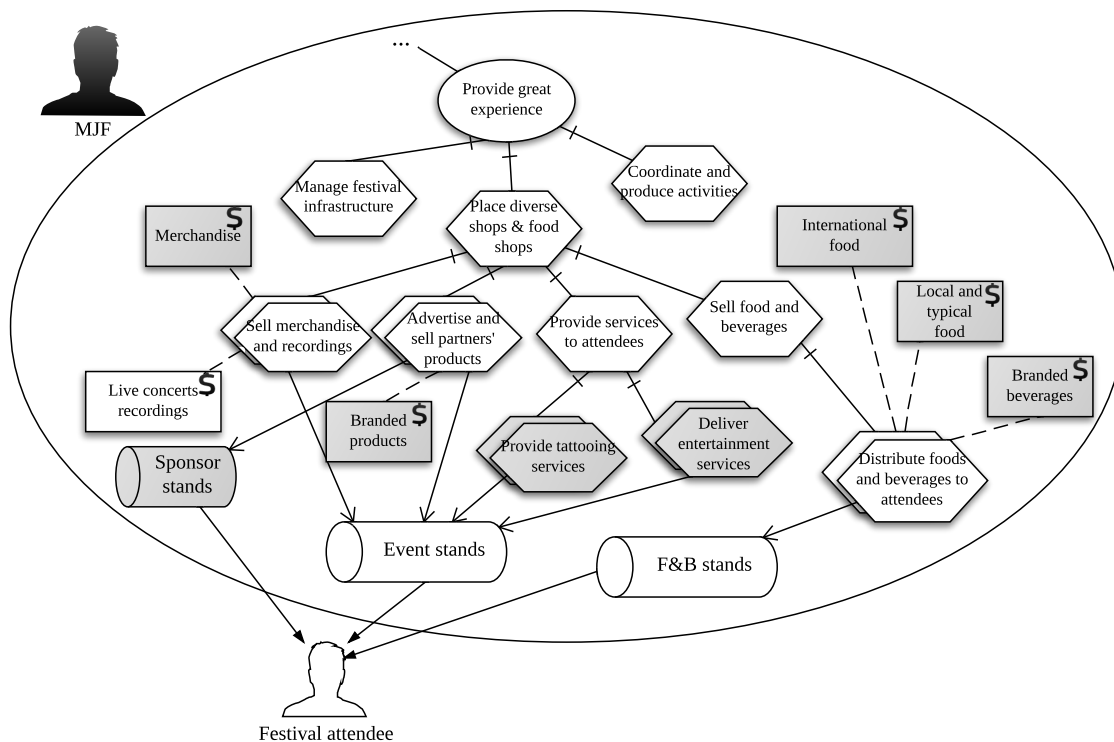 ...
Provide great
experience
MJF
Manage festival
infrastructure
Coordinate and
produce activities
Place diverse
shops & food
shops
$
Merchandise
$
International
food
$
Local and
typical
food
Sell merchandise
and recordings
Advertise and
sell partners'
products
Provide services
to attendees
Sell food and
beverages
$
Live concerts
recordings
$
Branded
products
$
Branded
beverages
Provide tattooing
services
Deliver
entertainment
services
Distribute foods
and beverages to
attendees
Sponsor
stands
Event stands
F&B stands
Festival attendee